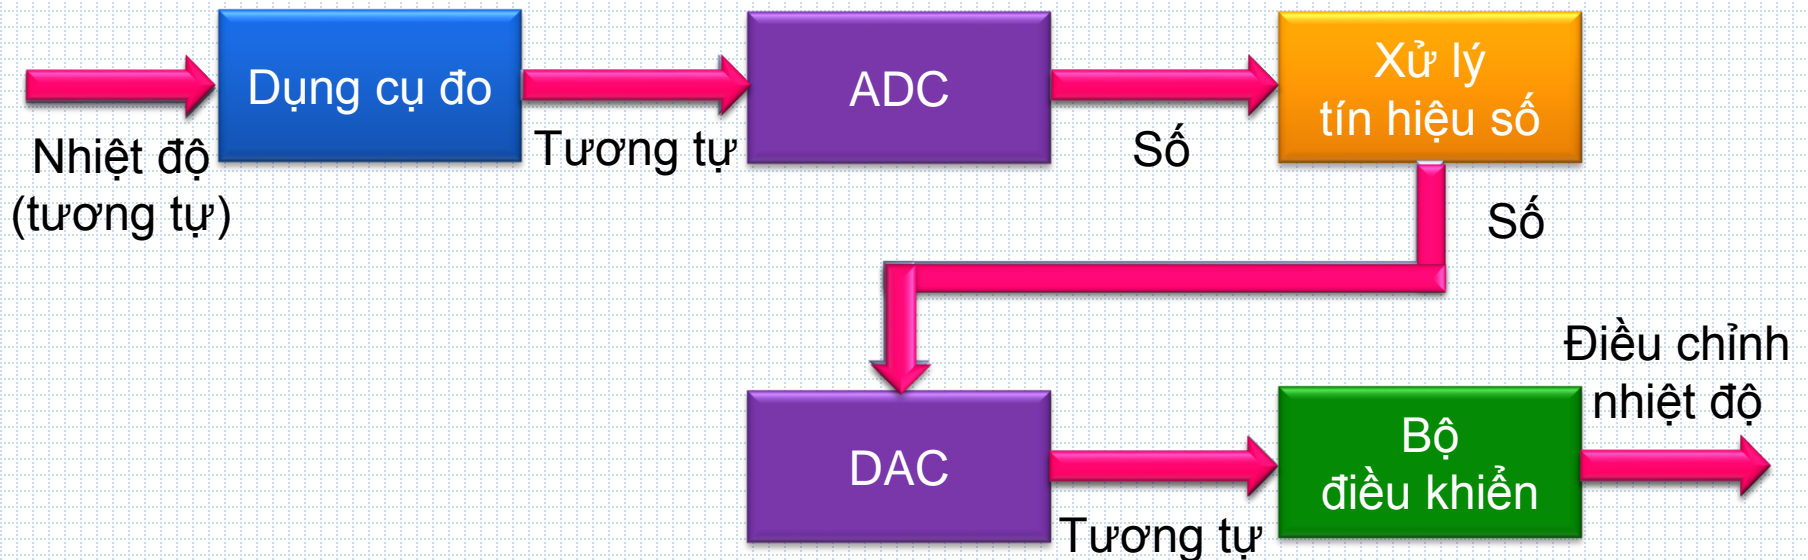 Nhiệt độ
(tương tự)
Dụng cụ đo
Tương tự
ADC
Số
Xử lý
tín hiệu số
Số
DAC
Tương tự
Bộ
điều khiển
Điều chỉnh
nhiệt độ